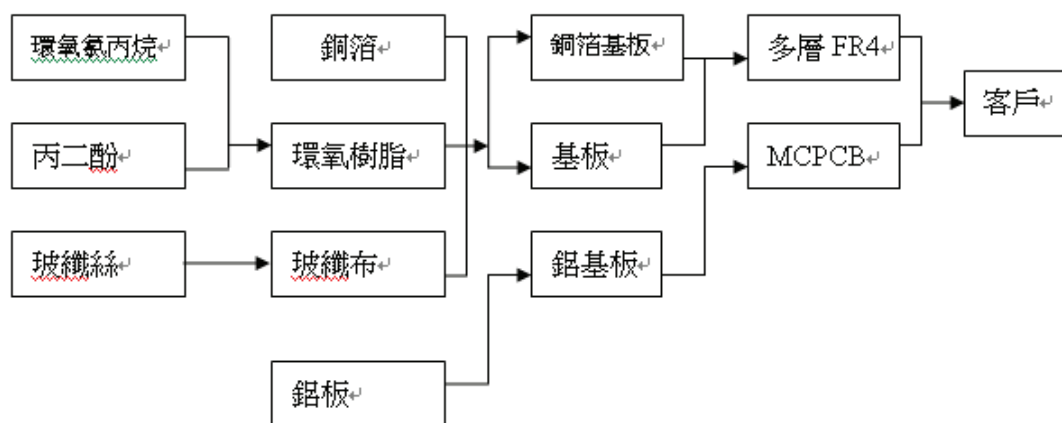 環氧氯丙烷
銅箔
銅箔基板
多層 FR4
客戶
丙二酚
環氧樹脂
基板
MCPCB
玻纖絲
玻纖布
鋁基板
鋁板